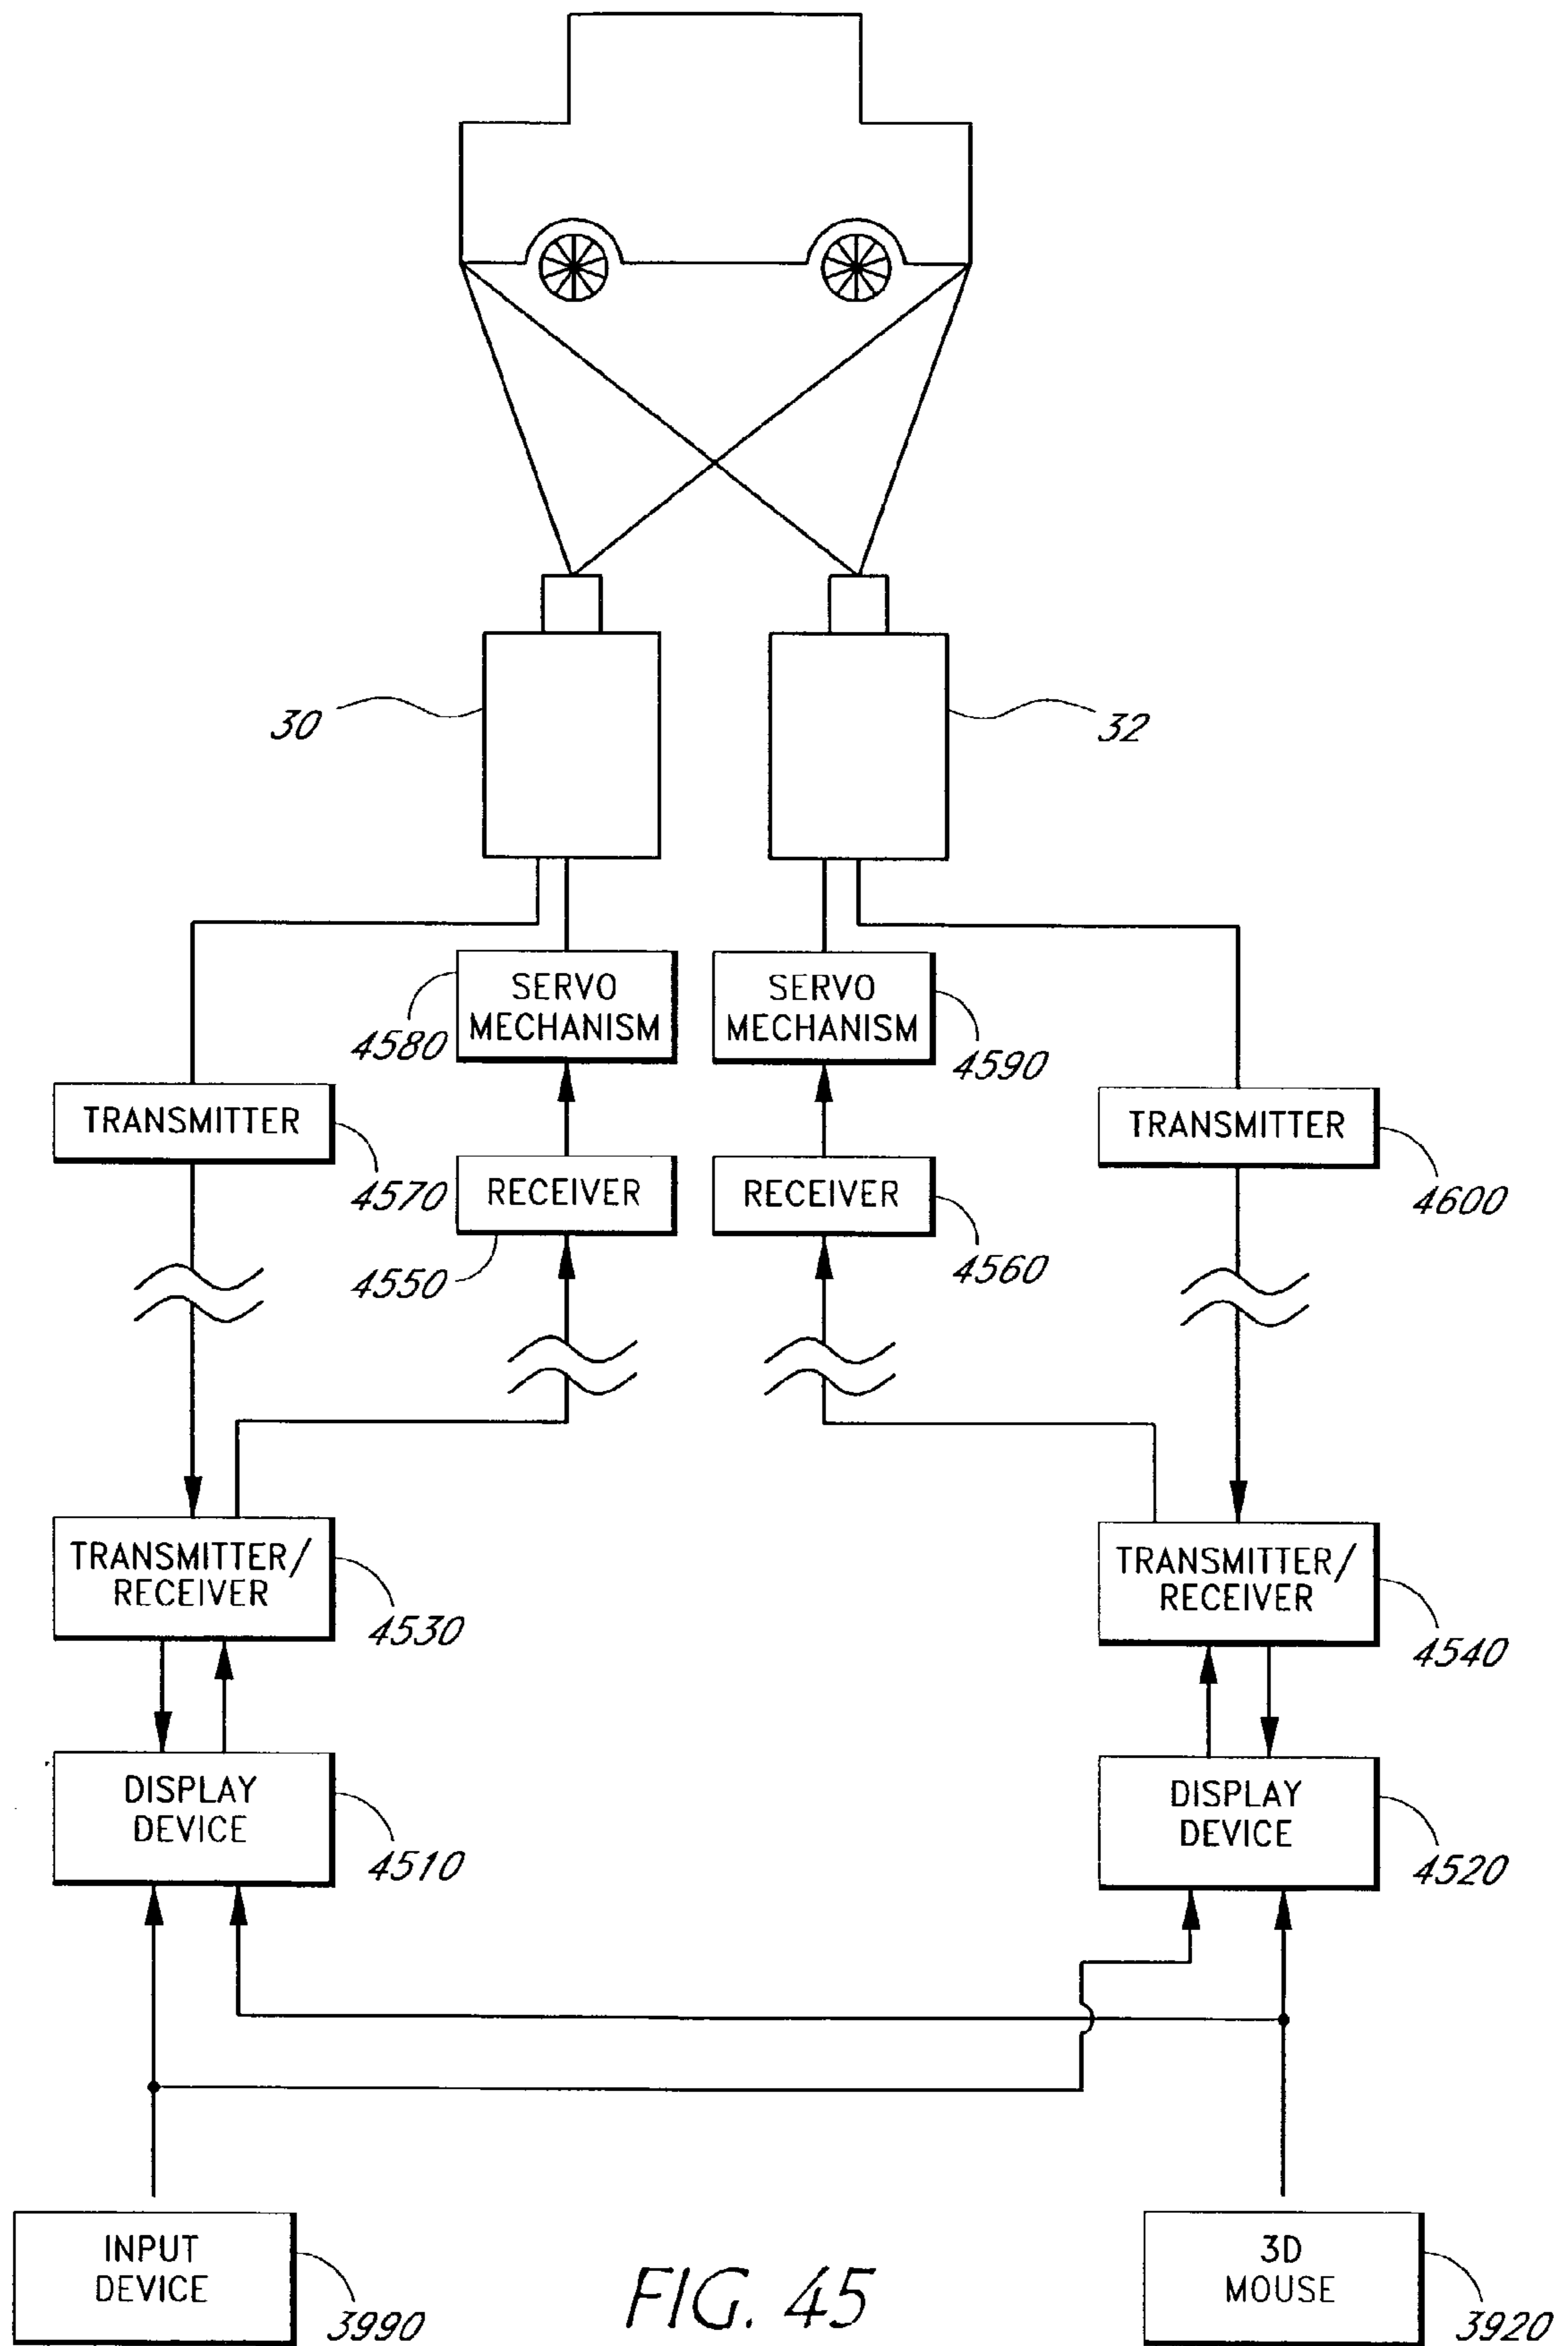 30
32
SERVO
MECHANISM
4580
SERVO
MECHANISM
4590
TRANSMITTER
4570
RECEIVER
4550
RECEIVER
4560
TRANSMITTER
4600
TRANSMITTER/
RECEIVER
4530
TRANSMITTER/
RECEIVER
4540
DISPLAY
DEVICE
4510
DISPLAY
DEVICE
4520
INPUT
DEVICE
3990
3D
MOUSE
3920
FIG. 45